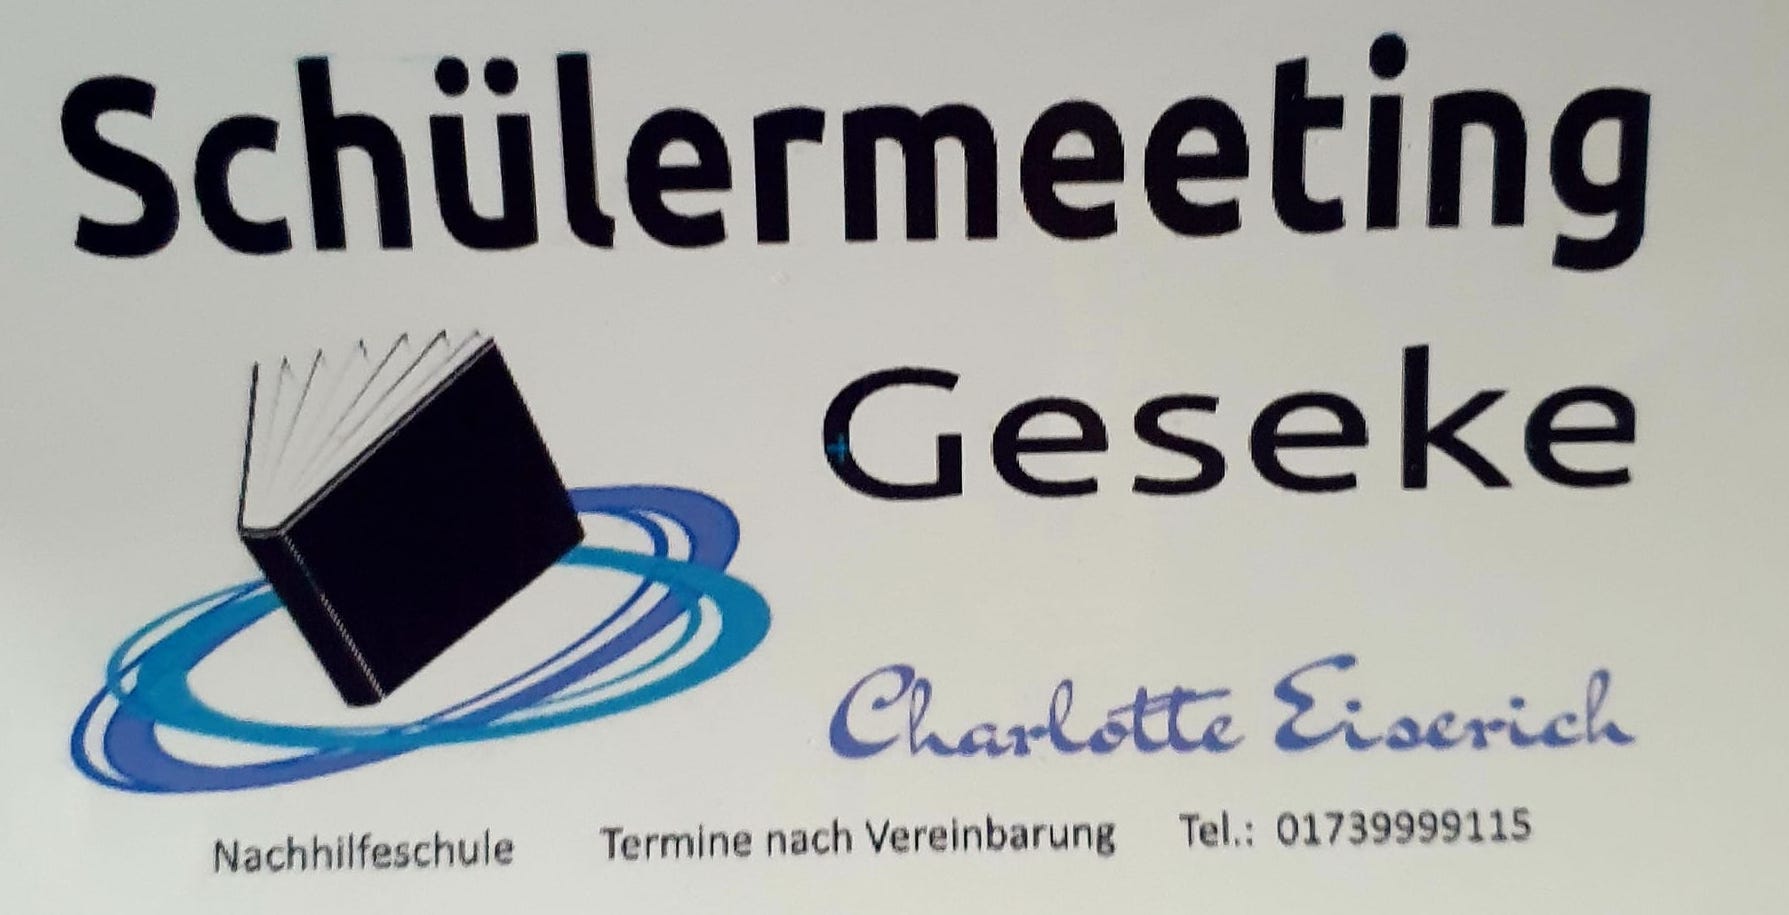 Schülermeeting
Geseke
Charlotte Eiserich
Nachhilfeschule Termine nach Vereinbarung Tel.: 01739999115